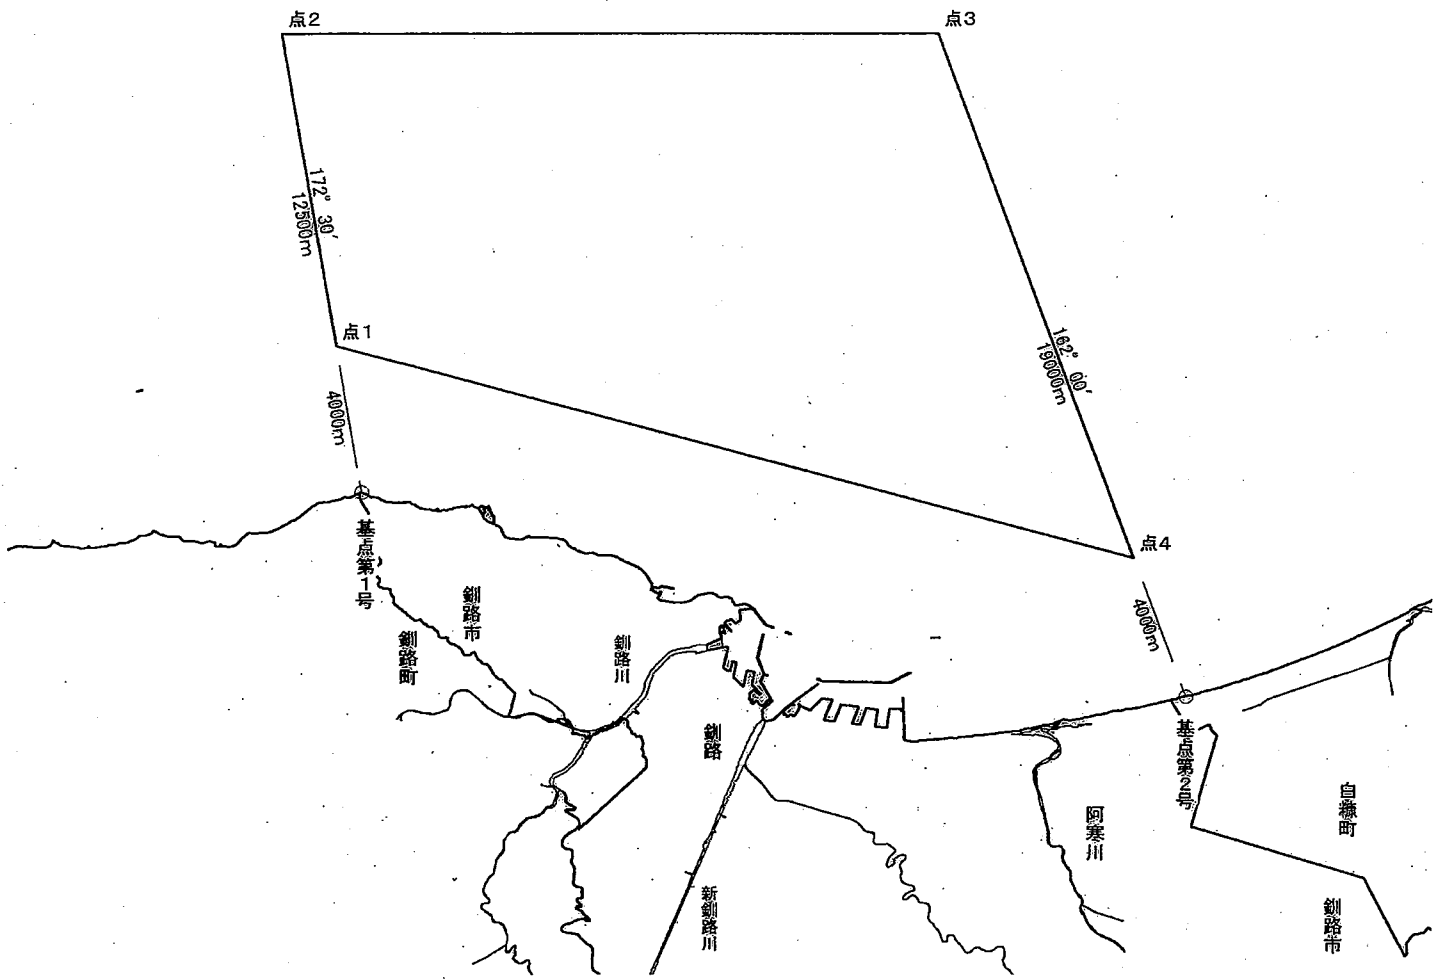 点2
点3
172° 30′
12500m
点1
162° 00′
19000m
4000m
点4
4000m
基点第1号
釧路市
釧路町
釧路川
釧路
基点第2号
白糠町
阿寒川
新釧路川
釧路市